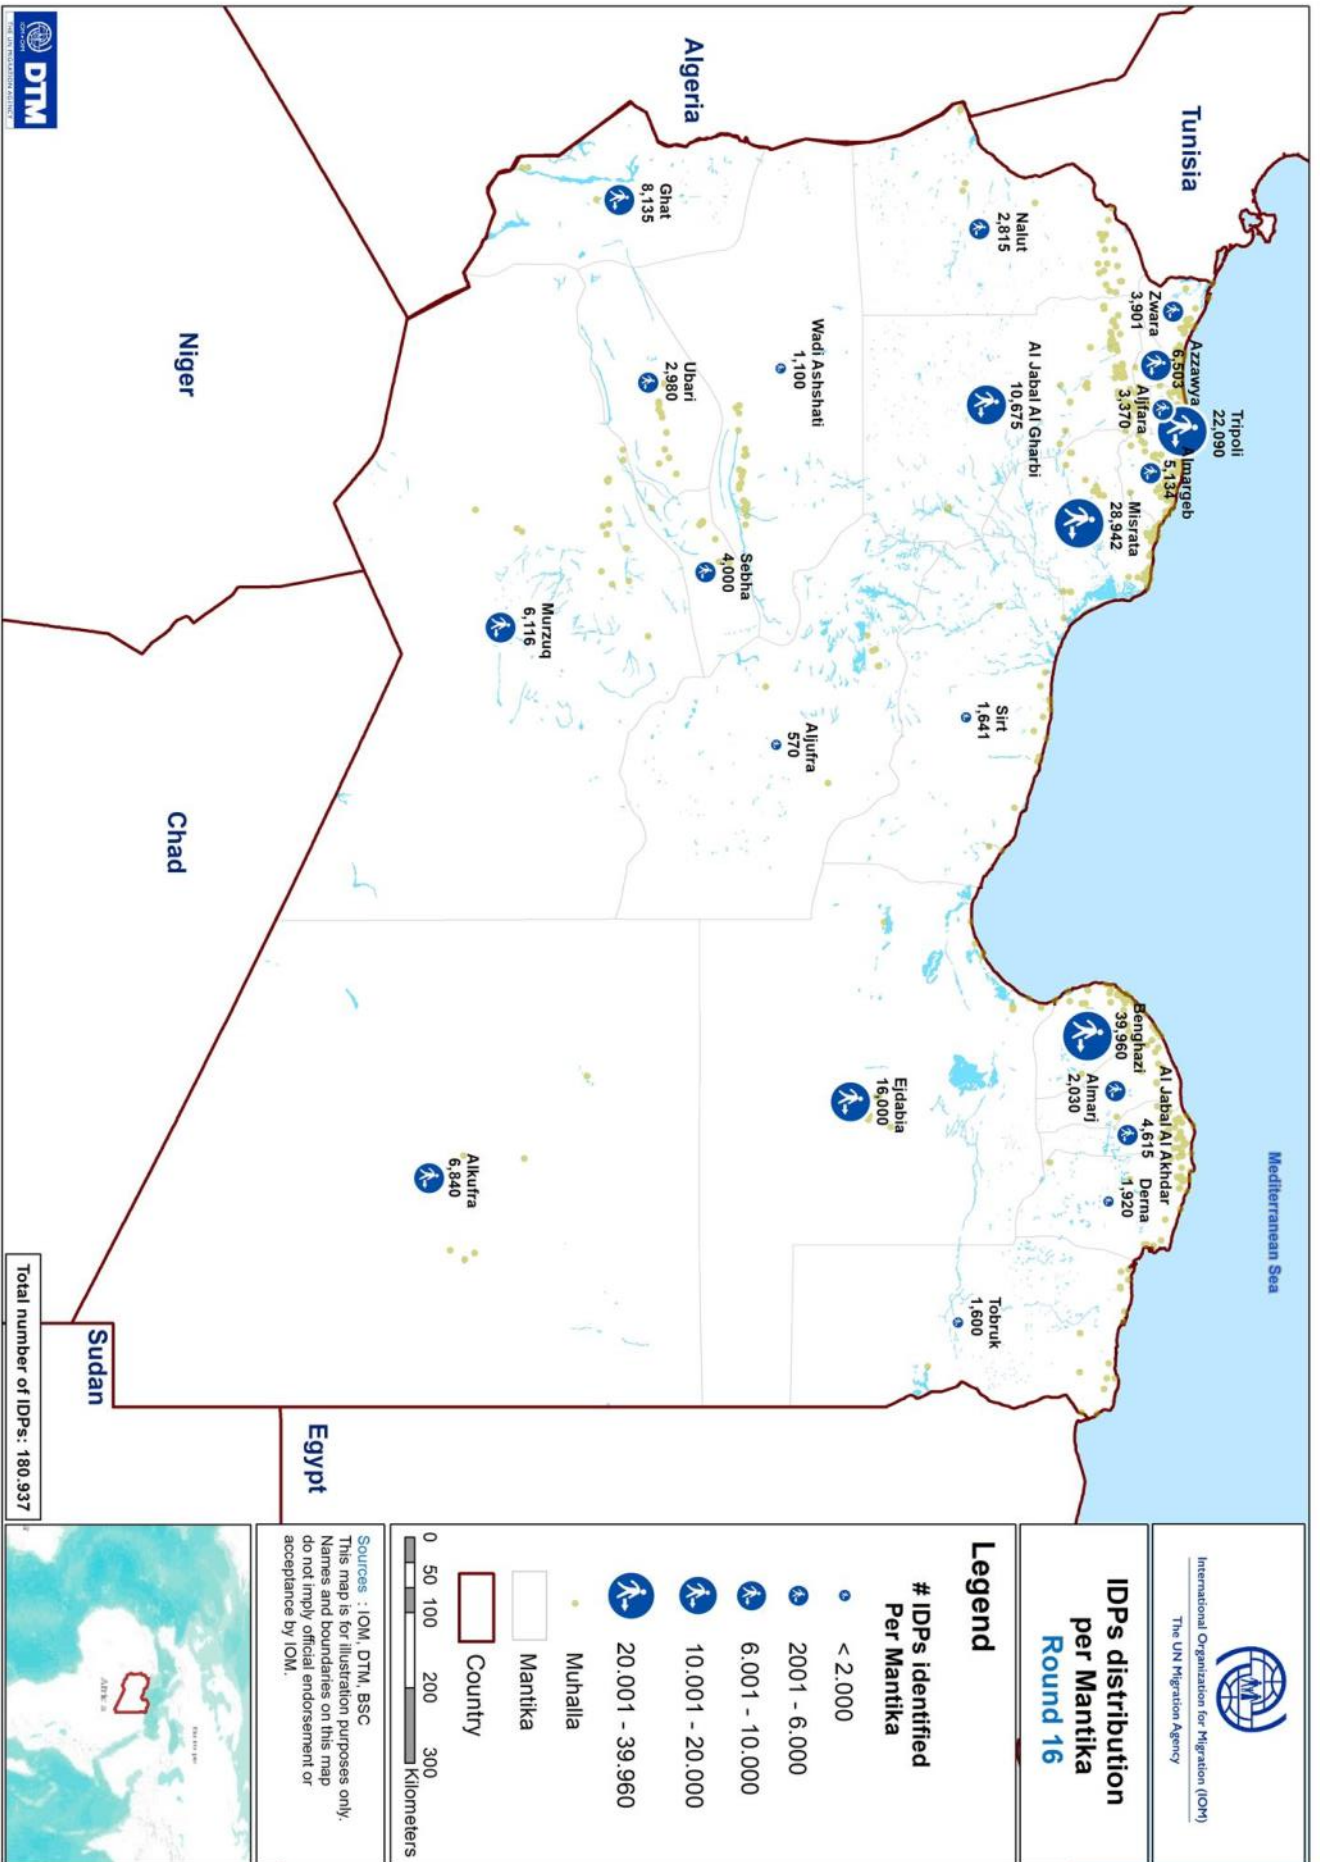 Mediterranean Sea
Tunisia
Algeria
Niger
Chad
Sudan
Egypt
Tripoli
22,090
Azzawya
6,503
Zwara
3,901
Aljfara
3,370
Almargeb
5,134
Misrata
28,942
Nalut
2,815
Al Jabal Al Gharbi
10,675
Sirt
1,641
Benghazi
39,960
Almarj
2,030
Al Jabal Al Akhdar
4,615
Derna
1,920
Tobruk
1,600
Ejdabia
16,000
Wadi Ashshati
1,100
Aljufra
570
Ghat
8,135
Ubari
2,980
Sebha
4,000
Murzuq
6,116
Alkufra
6,840
IOM • OIM
DTM
THE UN MIGRATION AGENCY
Total number of IDPs: 180.937
International Organization for Migration (IOM)
The UN Migration Agency
IDPs distribution
per Mantika
Round 16
Legend
# IDPs identified
Per Mantika
< 2.000
2001 - 6.000
6.001 - 10.000
10.001 - 20.000
20.001 - 39.960
Muhalla
Mantika
Country
0 50 100 200 300
Kilometers
Sources : IOM, DTM, BSC
This map is for illustration purposes only.
Names and boundaries on this map
do not imply official endorsement or
acceptance by IOM.
Africa